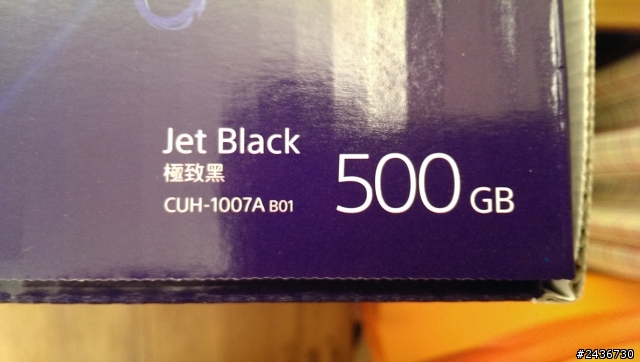 Jet Black
極致黑
CUH-1007A B01
500 GB
#2436730